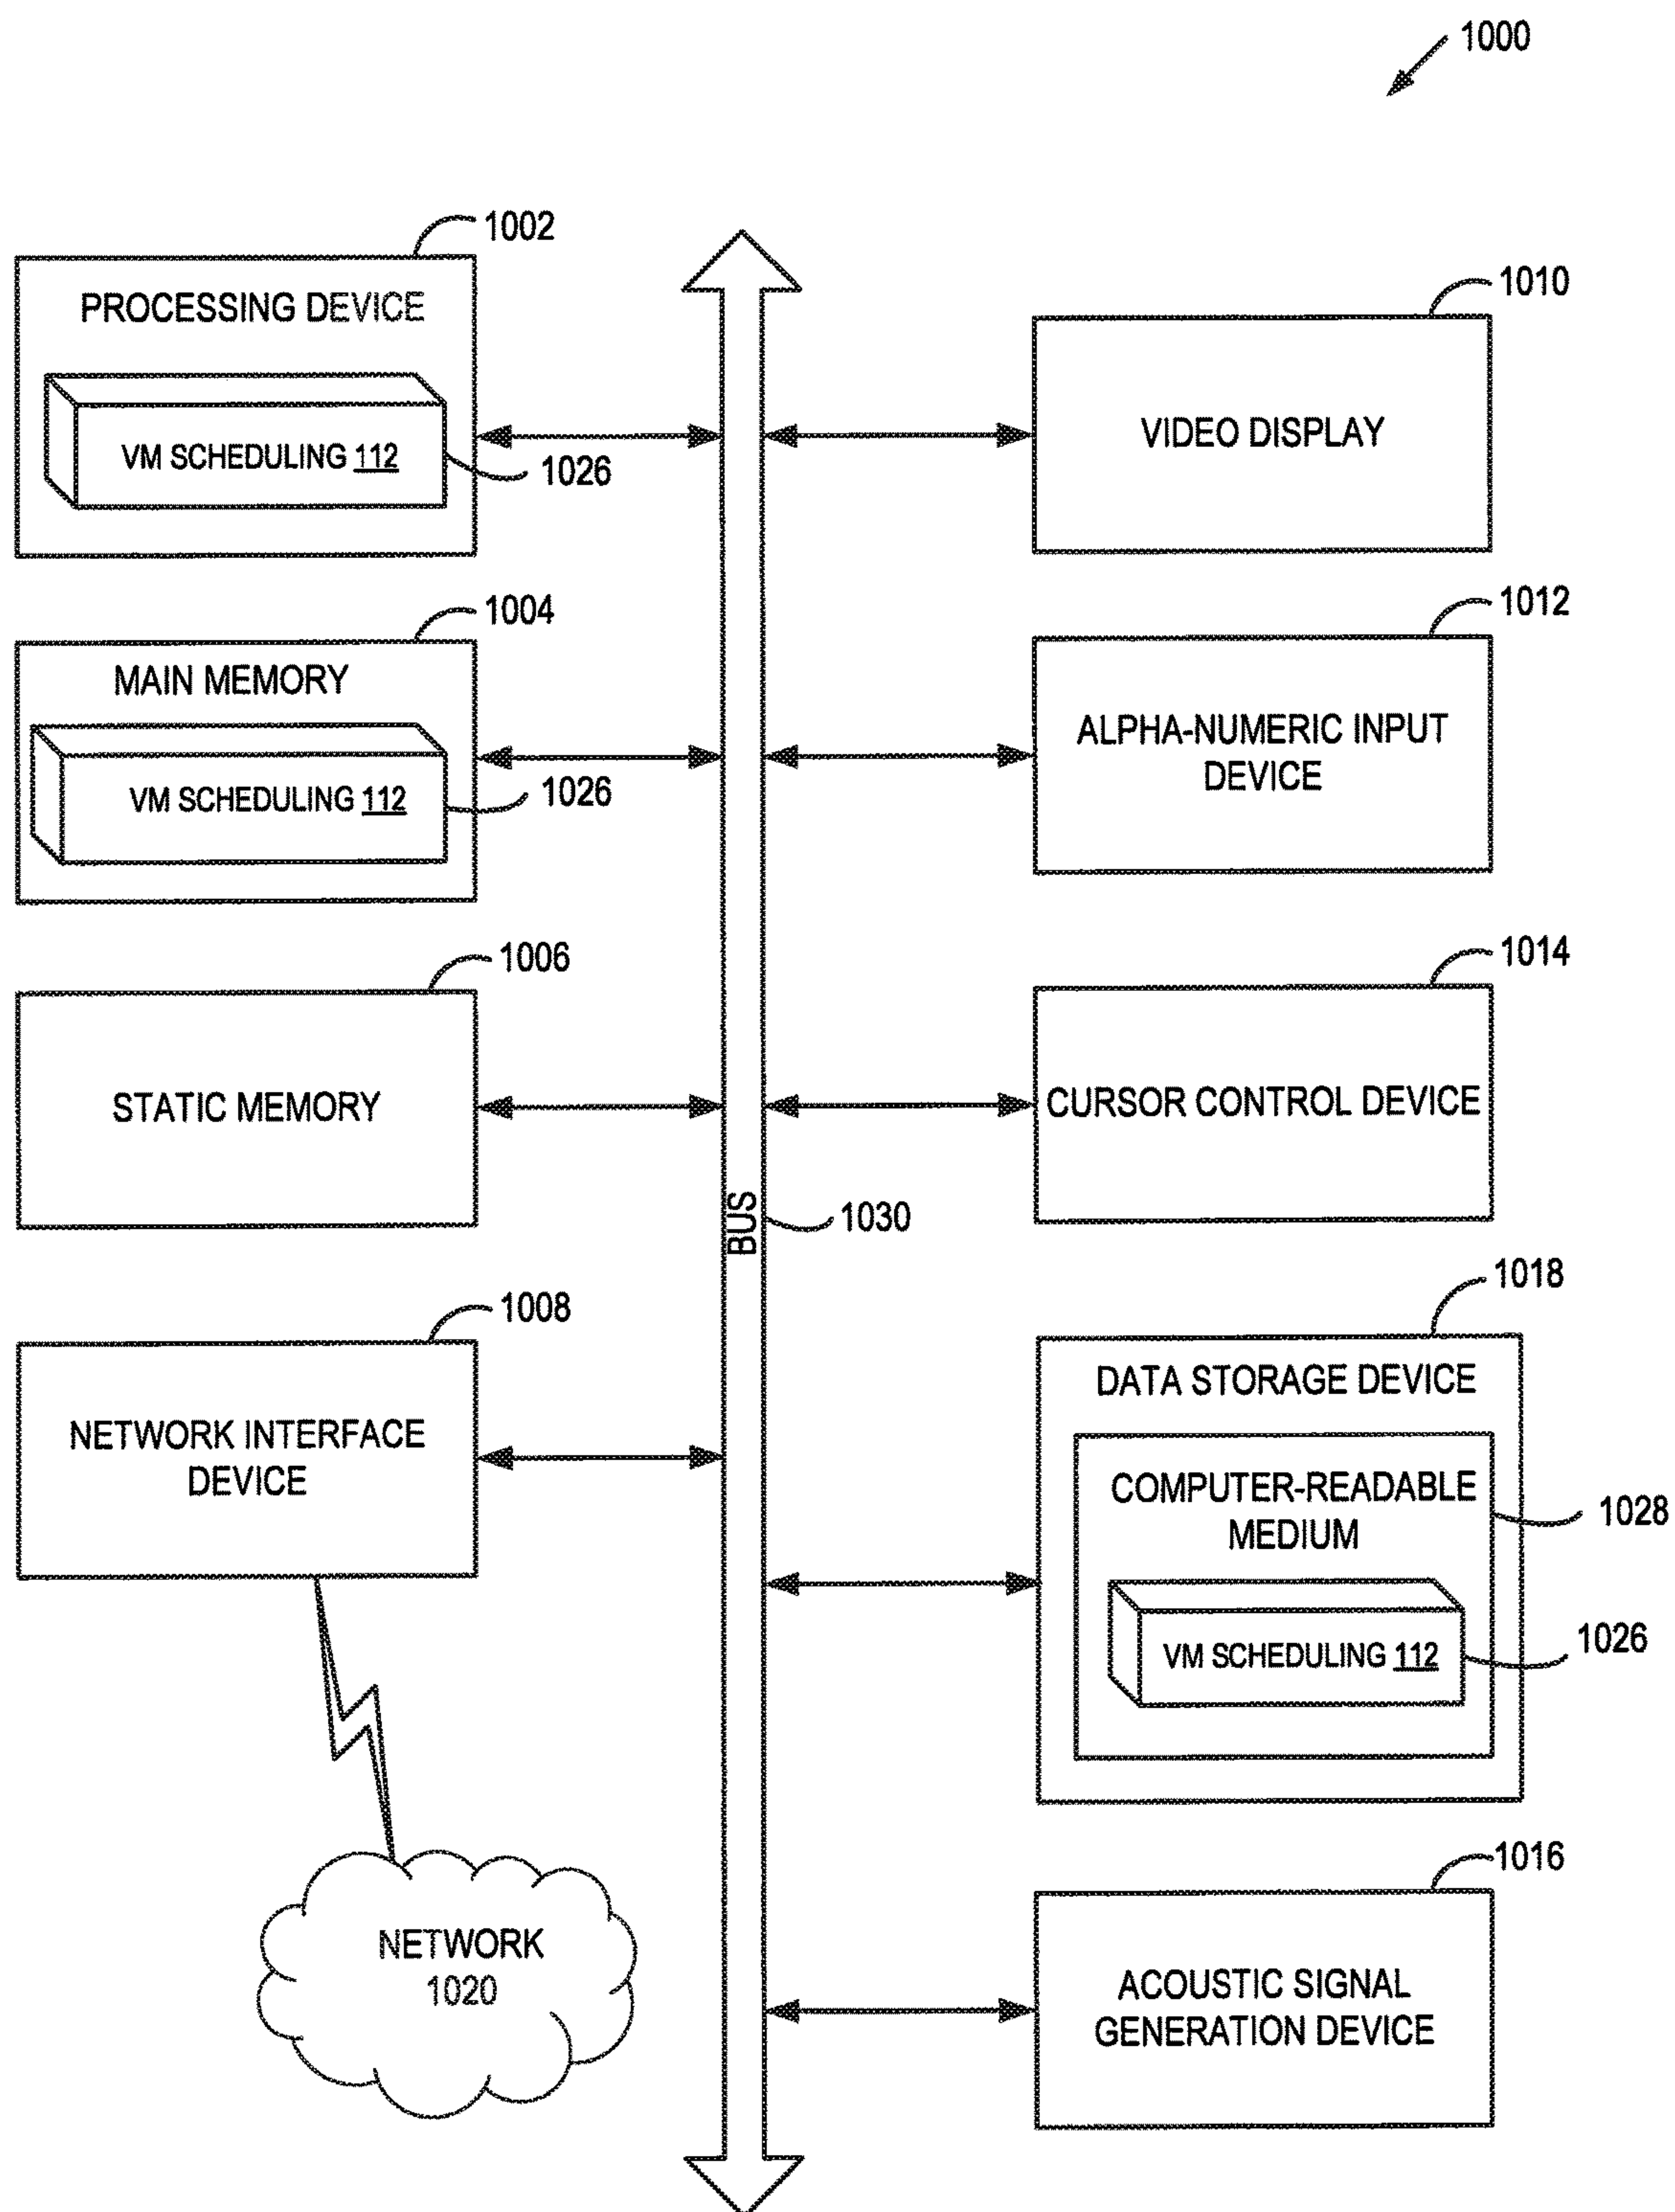 1000
1002
PROCESSING DEVICE
VM SCHEDULING 112
1026
1004
MAIN MEMORY
VM SCHEDULING 112
1026
1006
STATIC MEMORY
1008
NETWORK INTERFACE
DEVICE
NETWORK
1020
BUS
1030
1010
VIDEO DISPLAY
1012
ALPHA-NUMERIC INPUT
DEVICE
1014
CURSOR CONTROL DEVICE
1018
DATA STORAGE DEVICE
COMPUTER-READABLE
MEDIUM
1028
VM SCHEDULING 112
1026
1016
ACOUSTIC SIGNAL
GENERATION DEVICE